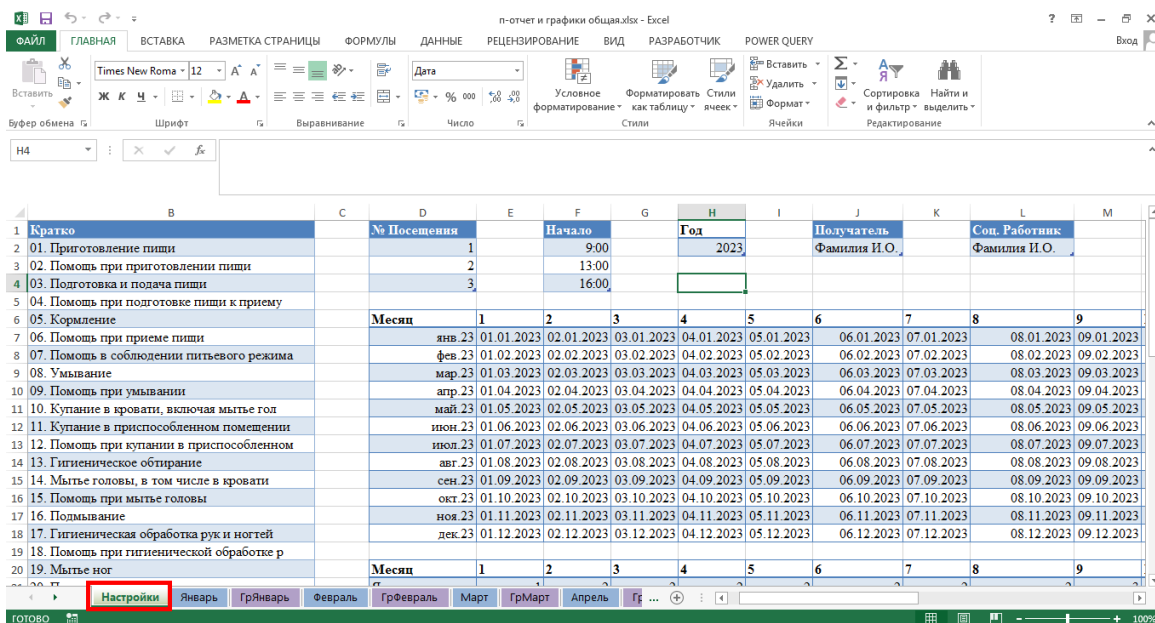 п-отчет и графики общая.xlsx - Excel
ФАЙЛ ГЛАВНАЯ ВСТАВКА РАЗМЕТКА СТРАНИЦЫ ФОРМУЛЫ ДАННЫЕ РЕЦЕНЗИРОВАНИЕ ВИД РАЗРАБОТЧИК POWER QUERY Вход
Вставить
Times New Roma 12
Ж К Ч
Дата
% 000
Условное форматирование
Форматировать как таблицу
Стили ячеек
Вставить
Удалить
Формат
Сортировка и фильтр
Найти и выделить
Буфер обмена Шрифт Выравнивание Число Стили Ячейки Редактирование
H4 fx
B C D E F G H I J K L M
1 Кратко № Посещения Начало Год Получатель Соц. Работник
2 01. Приготовление пищи 1 9:00 2023 Фамилия И.О. Фамилия И.О.
3 02. Помощь при приготовлении пищи 2 13:00
4 03. Подготовка и подача пищи 3 16:00
5 04. Помощь при подготовке пищи к приему
6 05. Кормление Месяц 1 2 3 4 5 6 7 8 9
7 06. Помощь при приеме пищи янв.23 01.01.2023 02.01.2023 03.01.2023 04.01.2023 05.01.2023 06.01.2023 07.01.2023 08.01.2023 09.01.2023
8 07. Помощь в соблюдении питьевого режима фев.23 01.02.2023 02.02.2023 03.02.2023 04.02.2023 05.02.2023 06.02.2023 07.02.2023 08.02.2023 09.02.2023
9 08. Умывание мар.23 01.03.2023 02.03.2023 03.03.2023 04.03.2023 05.03.2023 06.03.2023 07.03.2023 08.03.2023 09.03.2023
10 09. Помощь при умывании апр.23 01.04.2023 02.04.2023 03.04.2023 04.04.2023 05.04.2023 06.04.2023 07.04.2023 08.04.2023 09.04.2023
11 10. Купание в кровати, включая мытье гол май.23 01.05.2023 02.05.2023 03.05.2023 04.05.2023 05.05.2023 06.05.2023 07.05.2023 08.05.2023 09.05.2023
12 11. Купание в приспособленном помещении июн.23 01.06.2023 02.06.2023 03.06.2023 04.06.2023 05.06.2023 06.06.2023 07.06.2023 08.06.2023 09.06.2023
13 12. Помощь при купании в приспособленном июл.23 01.07.2023 02.07.2023 03.07.2023 04.07.2023 05.07.2023 06.07.2023 07.07.2023 08.07.2023 09.07.2023
14 13. Гигиеническое обтирание авг.23 01.08.2023 02.08.2023 03.08.2023 04.08.2023 05.08.2023 06.08.2023 07.08.2023 08.08.2023 09.08.2023
15 14. Мытье головы, в том числе в кровати сен.23 01.09.2023 02.09.2023 03.09.2023 04.09.2023 05.09.2023 06.09.2023 07.09.2023 08.09.2023 09.09.2023
16 15. Помощь при мытье головы окт.23 01.10.2023 02.10.2023 03.10.2023 04.10.2023 05.10.2023 06.10.2023 07.10.2023 08.10.2023 09.10.2023
17 16. Подмывание ноя.23 01.11.2023 02.11.2023 03.11.2023 04.11.2023 05.11.2023 06.11.2023 07.11.2023 08.11.2023 09.11.2023
18 17. Гигиеническая обработка рук и ногтей дек.23 01.12.2023 02.12.2023 03.12.2023 04.12.2023 05.12.2023 06.12.2023 07.12.2023 08.12.2023 09.12.2023
19 18. Помощь при гигиенической обработке р
20 19. Мытье ног Месяц 1 2 3 4 5 6 7 8 9
Настройки Январь ГрЯнварь Февраль ГрФевраль Март ГрМарт Апрель Гр ...
ГОТОВО 100%